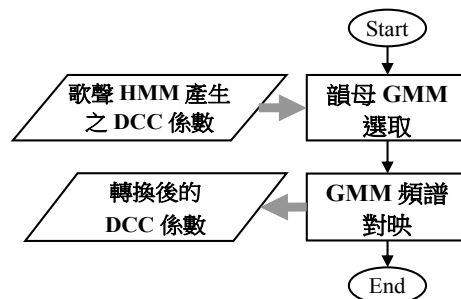 Start
歌聲 HMM 產生
之 DCC 係數
韻母 GMM
選取
轉換後的
DCC 係數
GMM 頻譜
對映
End